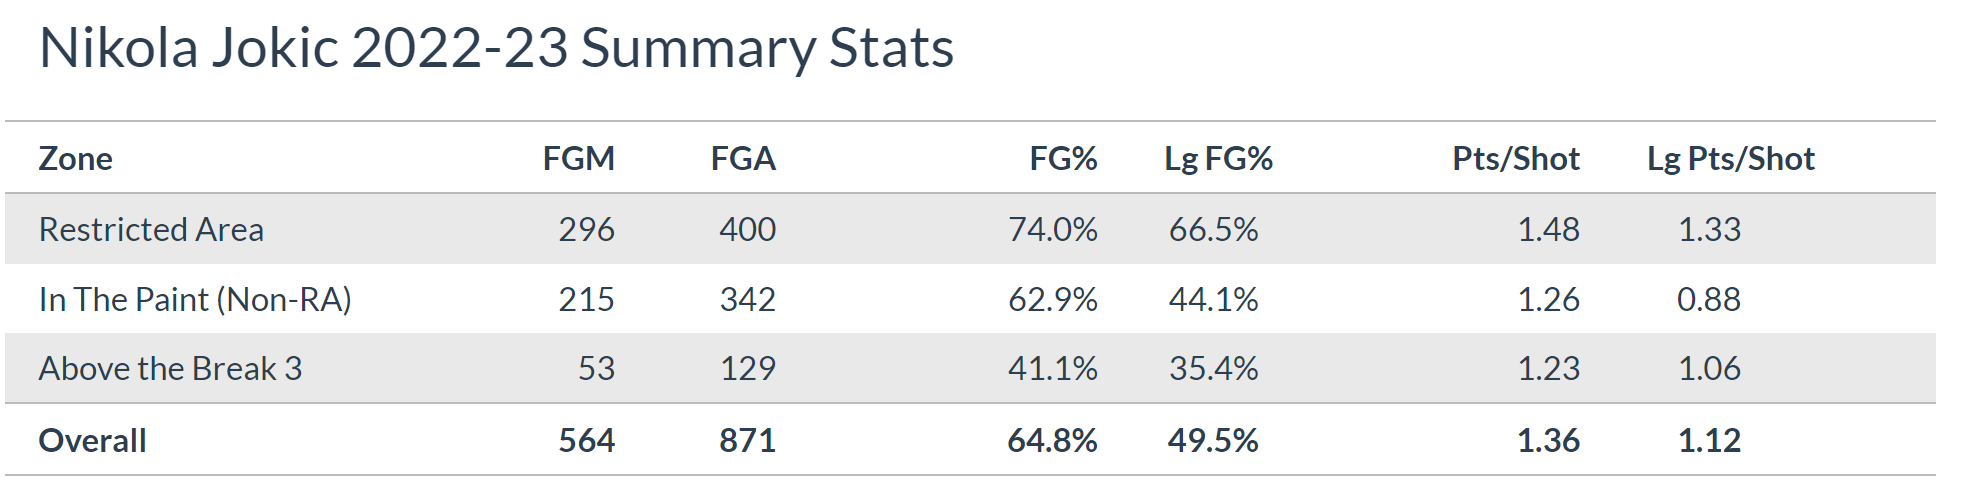 Nikola Jokic 2022-23 Summary Stats
Zone FGM FGA FG% Lg FG% Pts/Shot Lg Pts/Shot
Restricted Area 296 400 74.0% 66.5% 1.48 1.33
In The Paint (Non-RA) 215 342 62.9% 44.1% 1.26 0.88
Above the Break 3 53 129 41.1% 35.4% 1.23 1.06
Overall 564 871 64.8% 49.5% 1.36 1.12